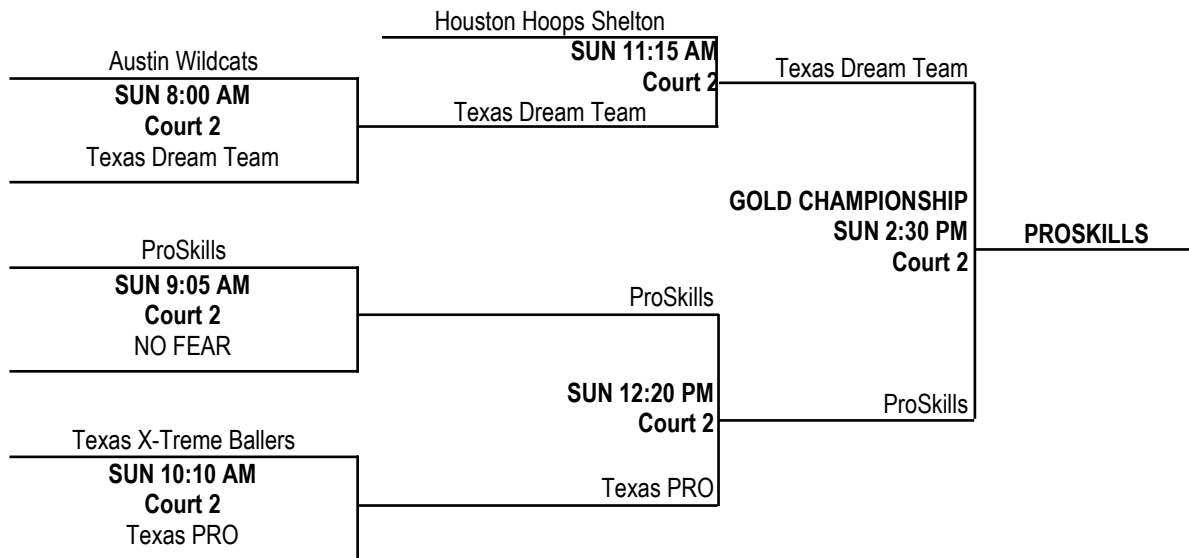 Houston Hoops Shelton
Austin Wildcats
SUN 11:15 AM
Court 2
Texas Dream Team
SUN 8:00 AM
Court 2
Texas Dream Team
Texas Dream Team
GOLD CHAMPIONSHIP
SUN 2:30 PM
Court 2
PROSKILLS
ProSkills
SUN 9:05 AM
Court 2
NO FEAR
ProSkills
SUN 12:20 PM
Court 2
ProSkills
Texas X-Treme Ballers
SUN 10:10 AM
Court 2
Texas PRO
Texas PRO